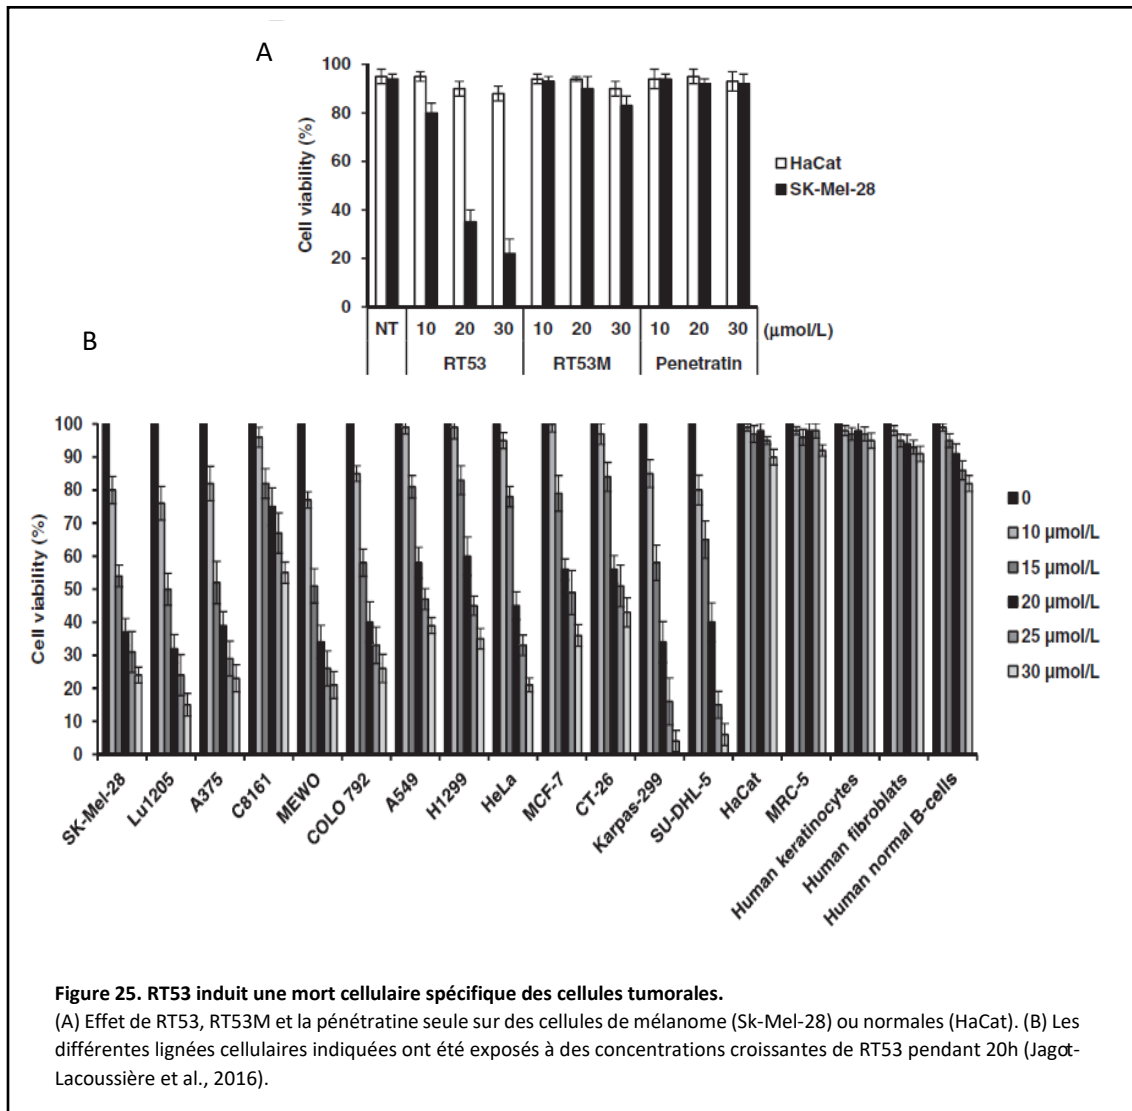 A
100
80
60
40
20
0
Cell viability (%)
HaCat
SK-Mel-28
NT 10 20 30 10 20 30 10 20 30 (μmol/L)
RT53 RT53M Penetratin
B
100
90
80
70
60
50
40
30
20
10
0
Cell viability (%)
0
10 μmol/L
15 μmol/L
20 μmol/L
25 μmol/L
30 μmol/L
SK-Mel-28
Lu1205
A375
C8161
MEWO
COLO 792
A549
H1299
HeLa
MCF-7
CT-26
Karpas-299
SU-DHL-5
HaCat
MRC-5
Human keratinocytes
Human fibroblats
Human normal B-cells
Figure 25. RT53 induit une mort cellulaire spécifique des cellules tumorales.
(A) Effet de RT53, RT53M et la pénétratine seule sur des cellules de mélanome (Sk-Mel-28) ou normales (HaCat). (B) Les
différentes lignées cellulaires indiquées ont été exposés à des concentrations croissantes de RT53 pendant 20h (Jagot-
Lacoussière et al., 2016).